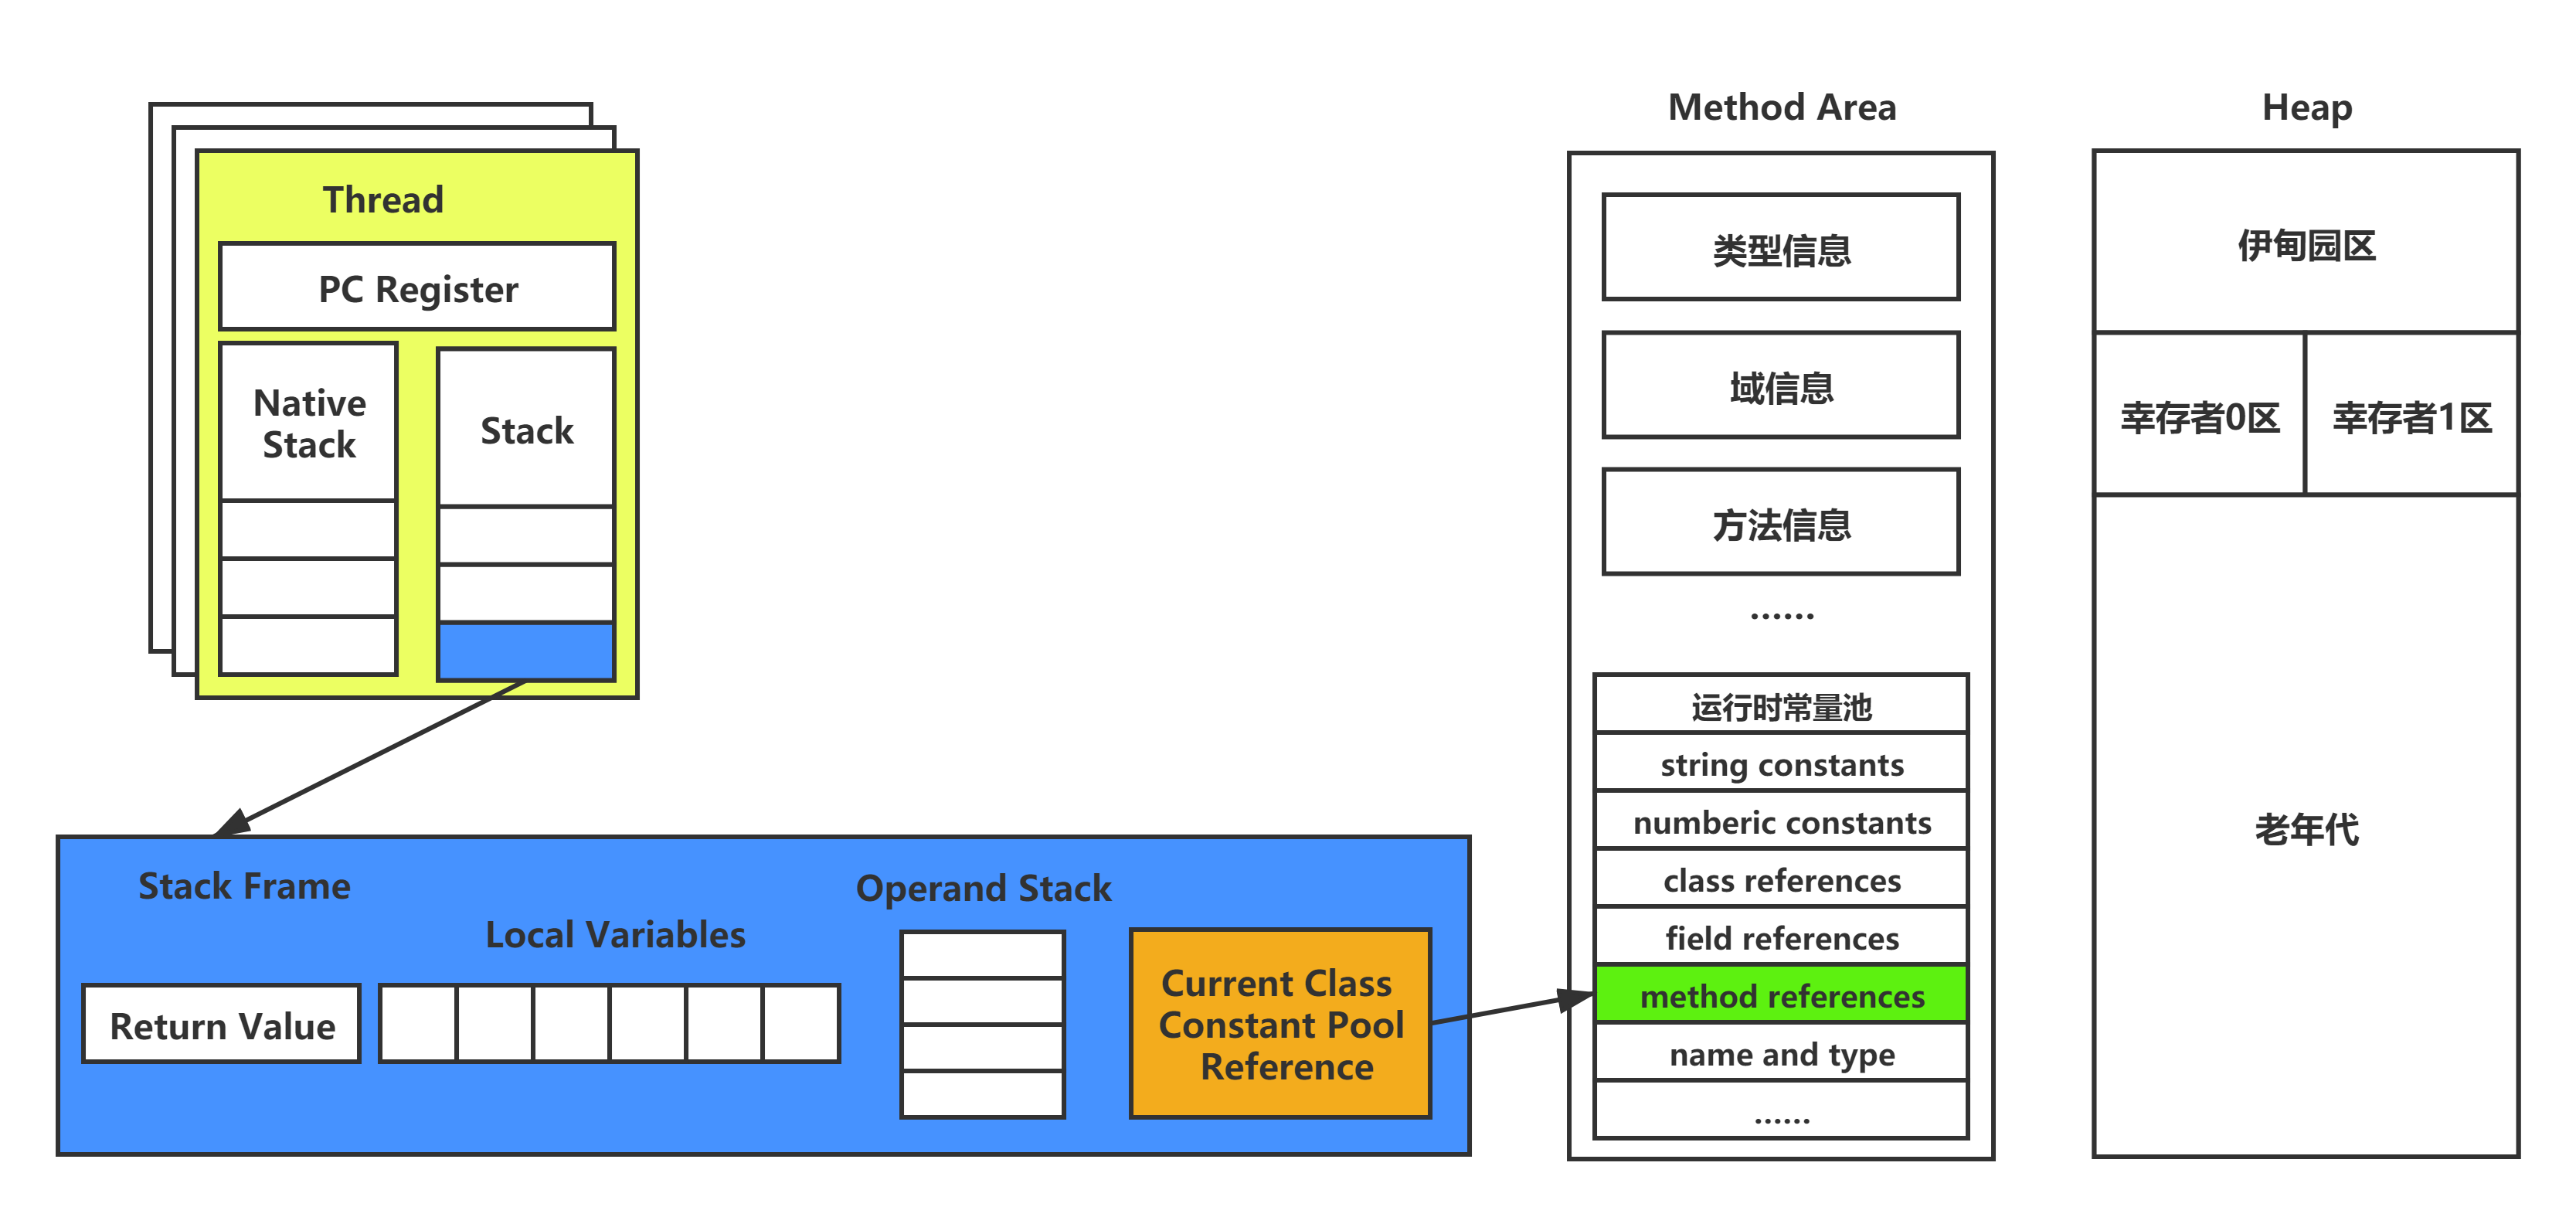 Thread
PC Register
Native
Stack
Stack
Stack Frame
Return Value
Local Variables
Operand Stack
Current Class
Constant Pool
Reference
Method Area
类型信息
域信息
方法信息
......
运行时常量池
string constants
numberic constants
class references
field references
method references
name and type
......
Heap
伊甸园区
幸存者0区
幸存者1区
老年代